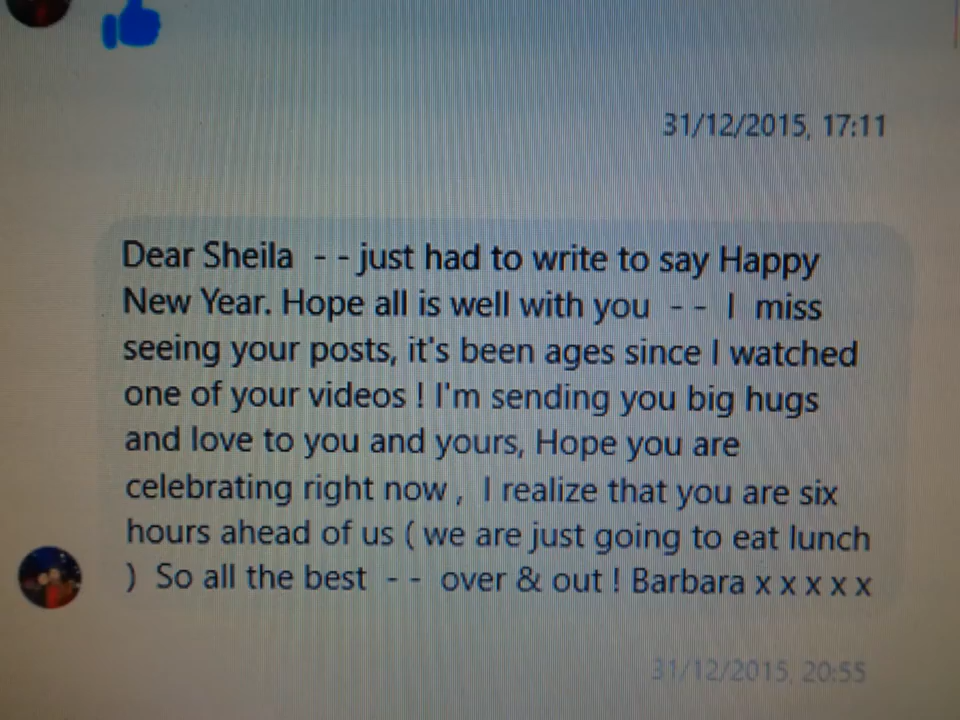 31/12/2015, 17:11
Dear Sheila - - just had to write to say Happy
New Year. Hope all is well with you - - I miss
seeing your posts, it's been ages since I watched
one of your videos ! I'm sending you big hugs
and love to you and yours, Hope you are
celebrating right now , I realize that you are six
hours ahead of us ( we are just going to eat lunch
) So all the best - - over & out ! Barbara x x x x x
31/12/2015, 20:55